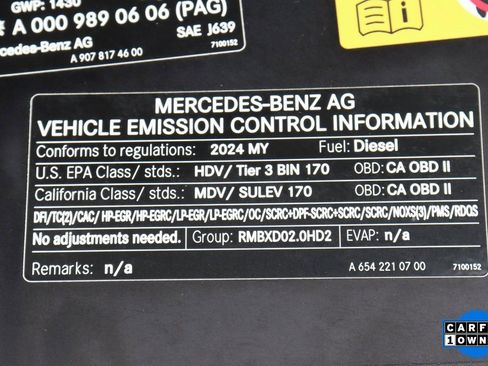 GWP: 1430
A 000 989 06 06 (PAG)
cedes-Benz AG SAE J639
A 907 817 46 00 7100152
MERCEDES-BENZ AG
VEHICLE EMISSION CONTROL INFORMATION
Conforms to regulations: 2024 MY Fuel: Diesel
U.S. EPA Class/ stds.: HDV/ Tier 3 BIN 170 OBD: CA OBD II
California Class/ stds.: MDV/ SULEV 170 OBD: CA OBD II
DFI/TC(2)/CAC/ HP-EGR/HP-EGRC/LP-EGR/LP-EGRC/OC/SCRC+DPF-SCRC+SCRC/SCRC/NOXS(3)/PMS/RDQS
No adjustments needed. Group: RMBXD02.0HD2 EVAP: n/a
Remarks: n/a A 654 221 07 00 7100152
CARF
1 OWN